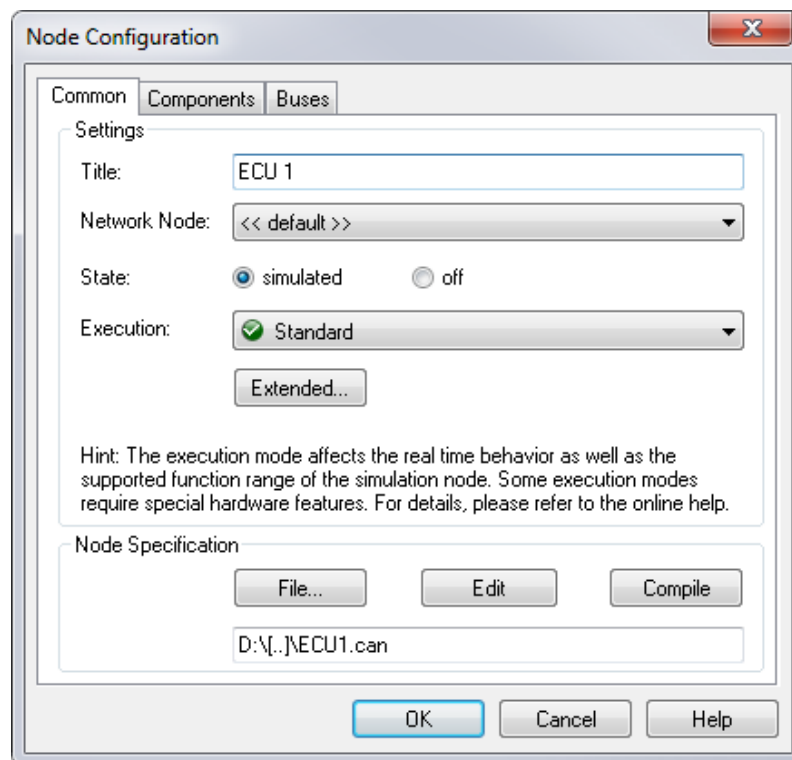 Node Configuration
Common Components Buses
Settings
Title: ECU 1
Network Node: << default >>
State: simulated off
Execution: Standard
Extended...
Hint: The execution mode affects the real time behavior as well as the
supported function range of the simulation node. Some execution modes
require special hardware features. For details, please refer to the online help.
Node Specification
File... Edit Compile
D:\[..]\ECU1.can
OK Cancel Help